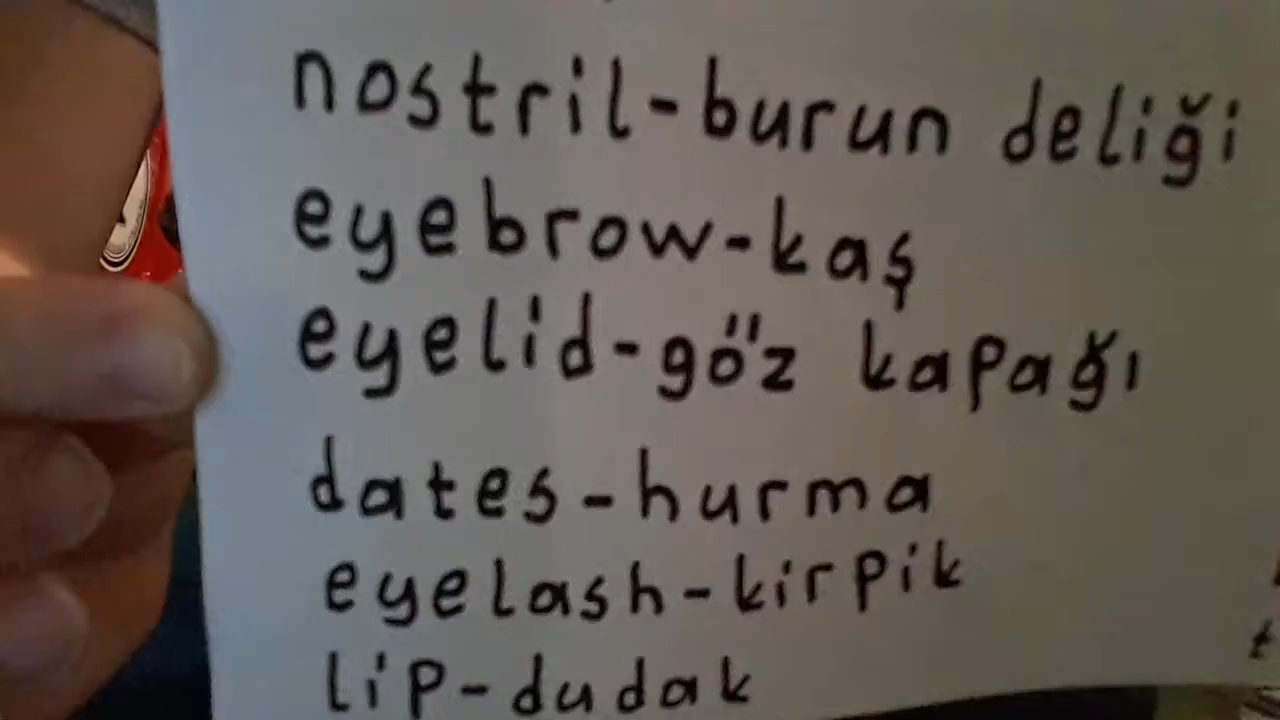 nostril-burun deliği
eyebrow-kaş
eyelid-göz kapağı
dates-hurma
eyelash-kirpik
lip-dudak